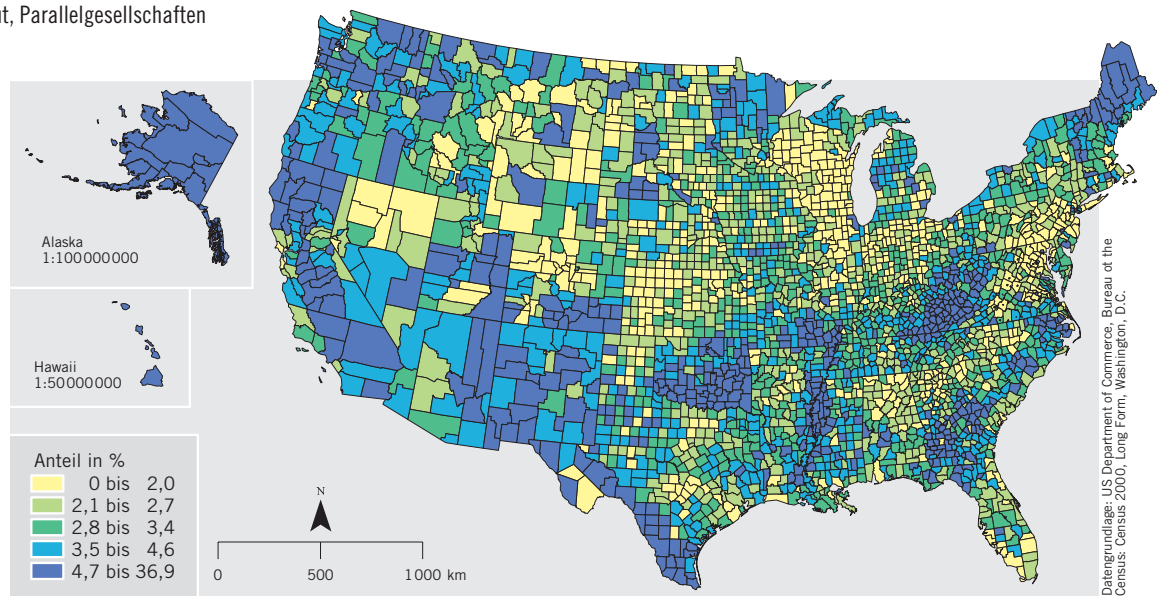 Parallelgesellschaften
Alaska
1:100000000
Hawaii
1:50000000
Anteil in %
0 bis 2,0
2,1 bis 2,7
2,8 bis 3,4
3,5 bis 4,6
4,7 bis 36,9
N
0 500 1000 km
Datengrundlage: US Department of Commerce, Bureau ot the
Census: Census 2000, Long Form, Washington, D.C.